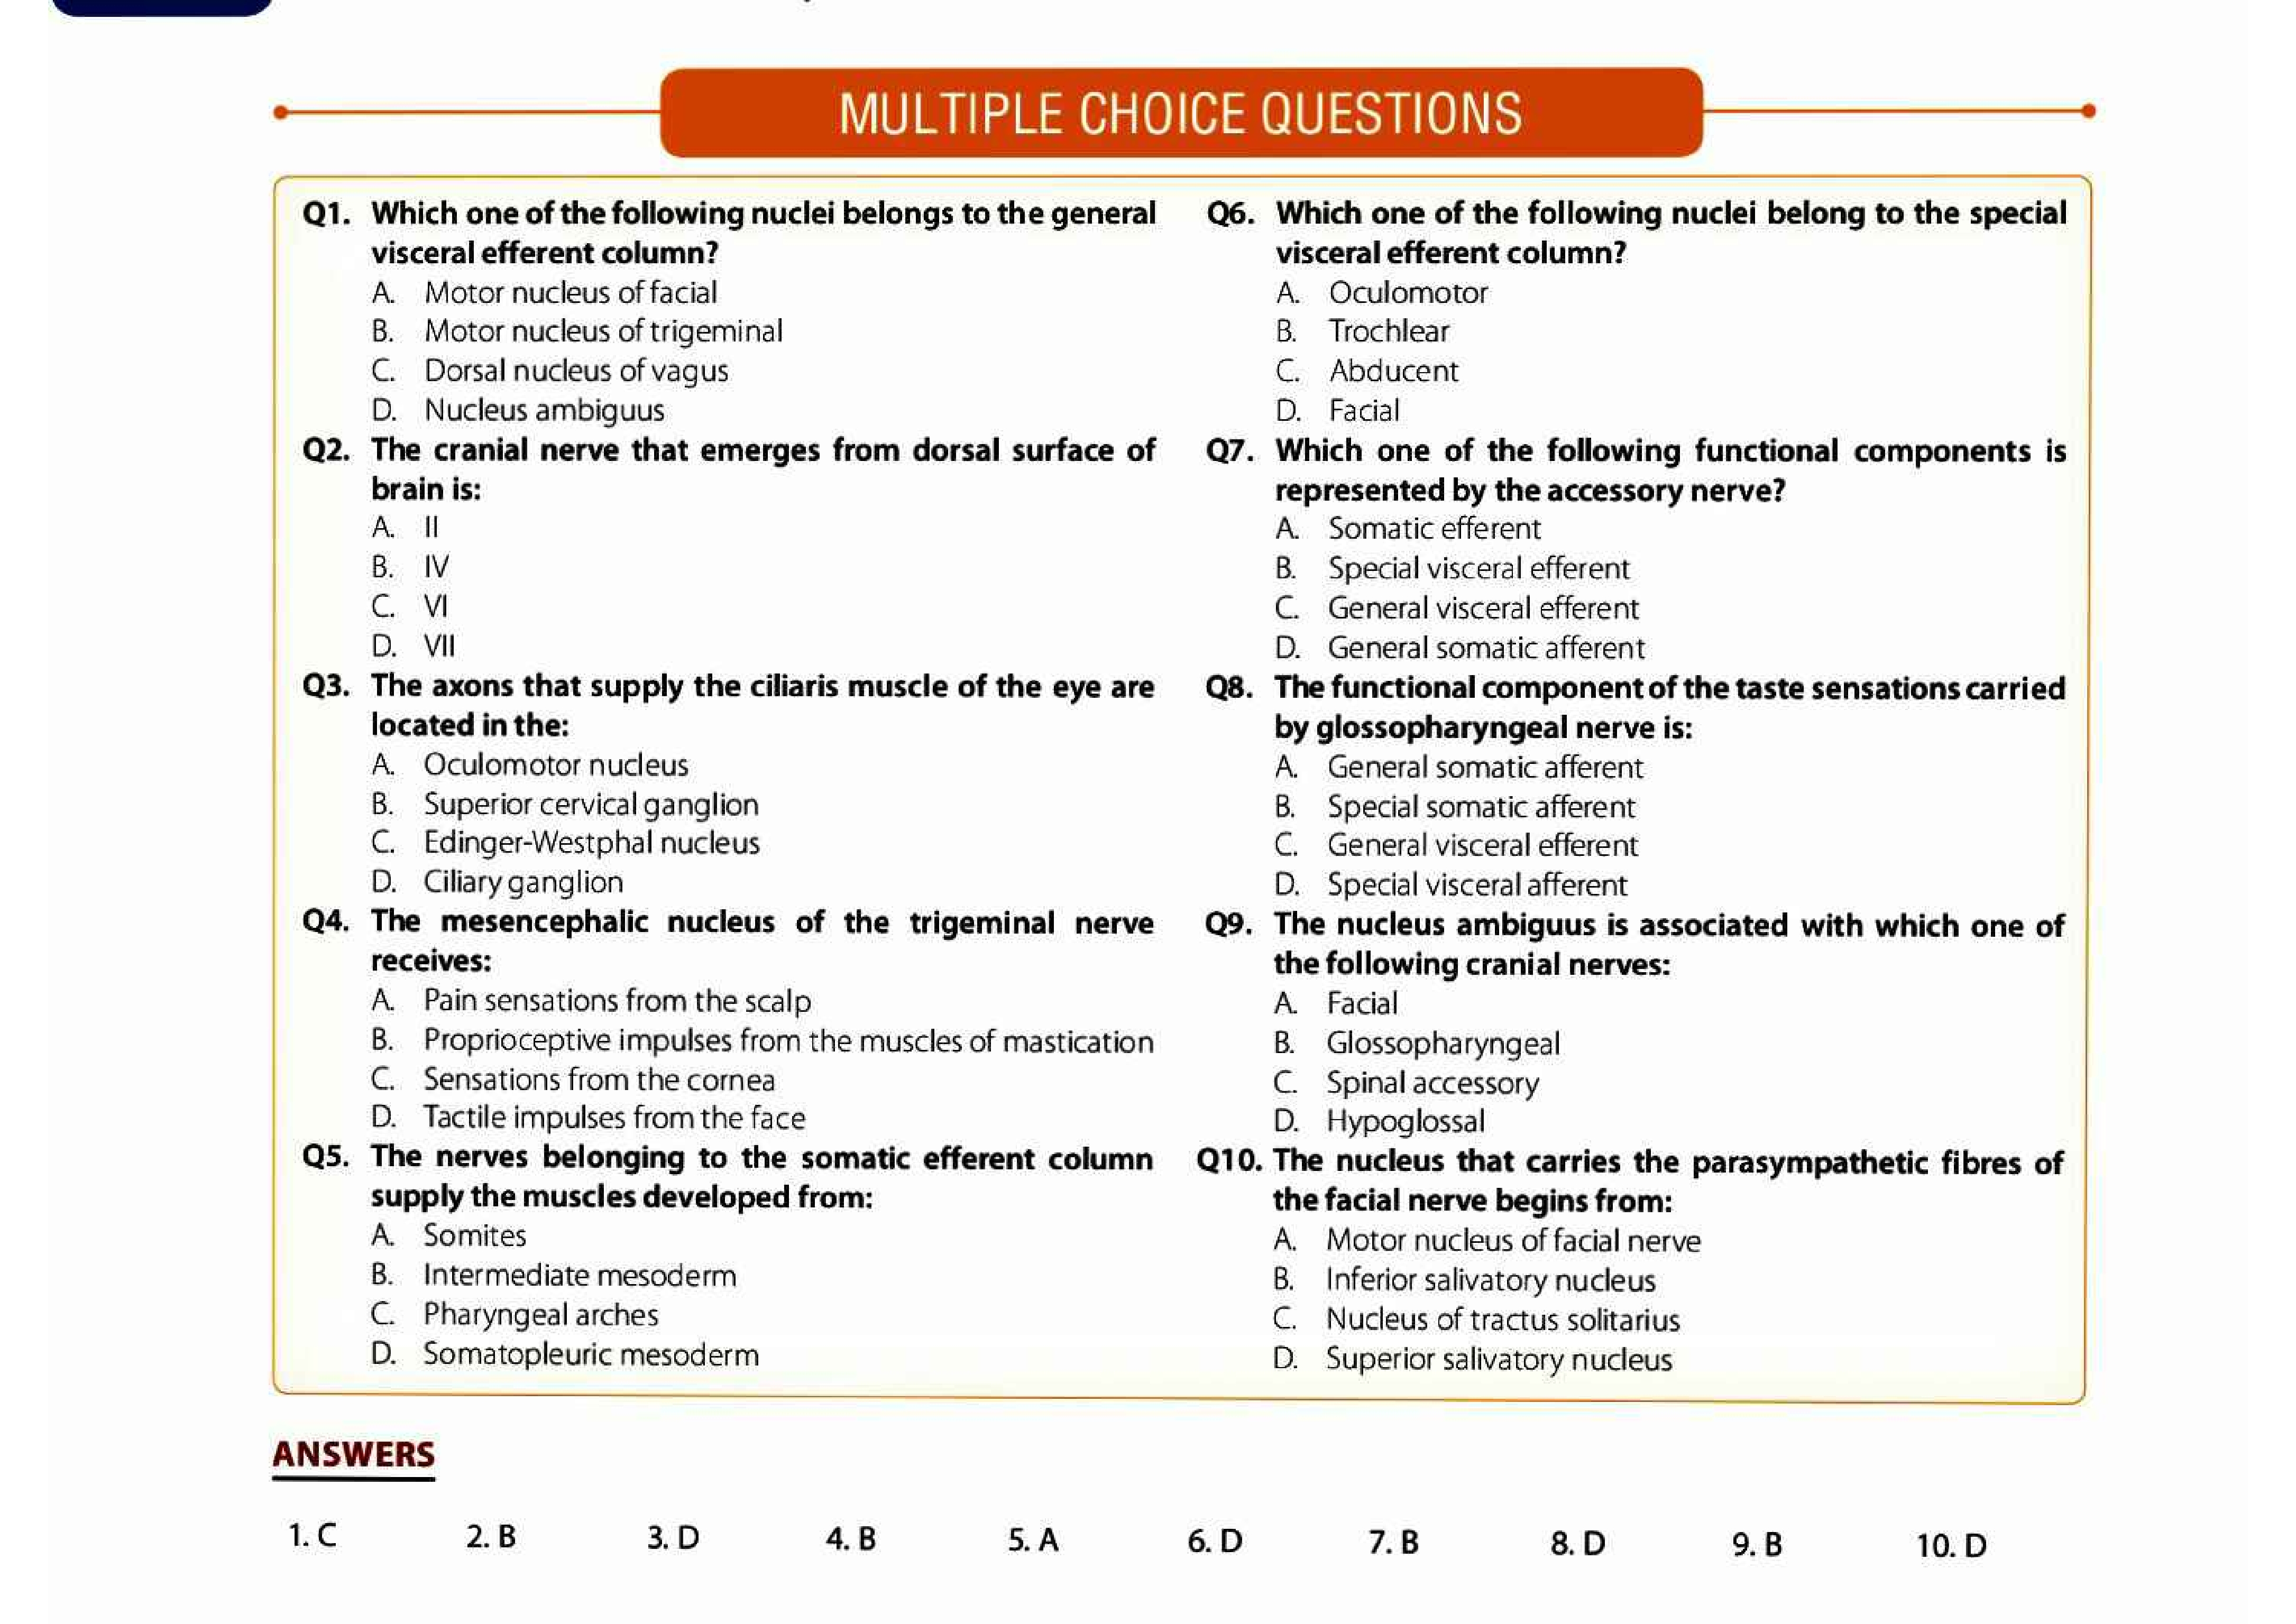 MULTIPLE CHOICE QUESTIONS
Q1. Which one of the following nuclei belongs to the general
visceral efferent column?
A. Motor nucleus of facial
B. Motor nucleus of trigeminal
C. Dorsal nucleus of vagus
D. Nucleus ambiguus
Q2. The cranial nerve that emerges from dorsal surface of
brain is:
A. II
B. IV
C. VI
D. VII
Q3. The axons that supply the ciliaris muscle of the eye are
located in the:
A. Oculomotor nucleus
B. Superior cervical ganglion
C. Edinger-Westphal nucleus
D. Ciliary ganglion
Q4. The mesencephalic nucleus of the trigeminal nerve
receives:
A. Pain sensations from the scalp
B. Proprioceptive impulses from the muscles of mastication
C. Sensations from the cornea
D. Tactile impulses from the face
Q5. The nerves belonging to the somatic efferent column
supply the muscles developed from:
A. Somites
B. Intermediate mesoderm
C. Pharyngeal arches
D. Somatopleuric mesoderm
Q6. Which one of the following nuclei belong to the special
visceral efferent column?
A. Oculomotor
B. Trochlear
C. Abducent
D. Facial
Q7. Which one of the following functional components is
represented by the accessory nerve?
A. Somatic efferent
B. Special visceral efferent
C. General visceral efferent
D. General somatic afferent
Q8. The functional component of the taste sensations carried
by glossopharyngeal nerve is:
A. General somatic afferent
B. Special somatic afferent
C. General visceral efferent
D. Special visceral afferent
Q9. The nucleus ambiguus is associated with which one of
the following cranial nerves:
A. Facial
B. Glossopharyngeal
C. Spinal accessory
D. Hypoglossal
Q10. The nucleus that carries the parasympathetic fibres of
the facial nerve begins from:
A. Motor nucleus of facial nerve
B. Inferior salivatory nucleus
C. Nucleus of tractus solitarius
D. Superior salivatory nucleus
ANSWERS
1. C 2. B 3. D 4. B 5. A 6. D 7. B 8. D 9. B 10. D